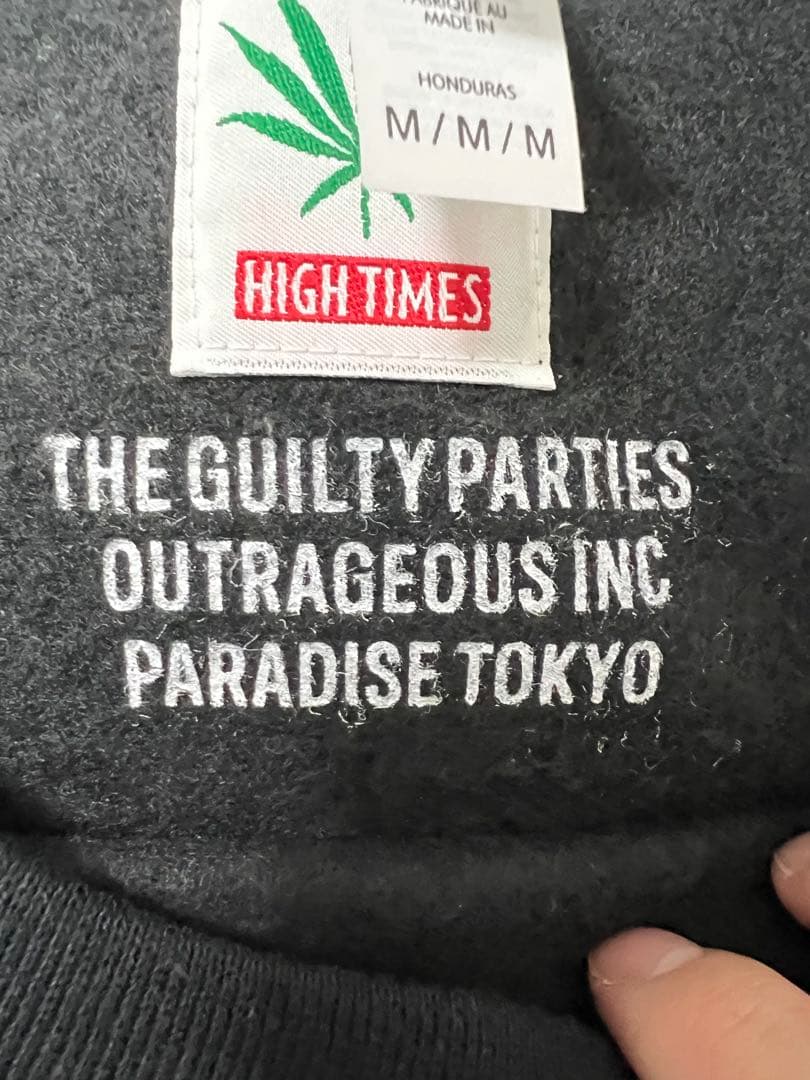 FABRIQUE AU
MADE IN
HONDURAS
M/M/M
HIGH TIMES
THE GUILTY PARTIES
OUTRAGEOUS INC
PARADISE TOKYO